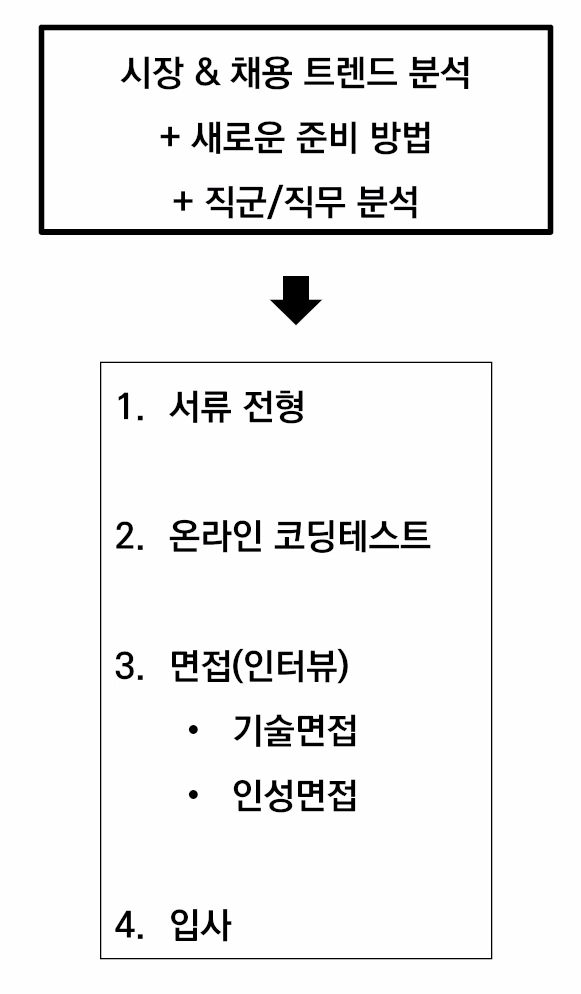 시장 & 채용 트렌드 분석
+ 새로운 준비 방법
+ 직군/직무 분석
1. 서류 전형
2. 온라인 코딩테스트
3. 면접(인터뷰)
• 기술면접
• 인성면접
4. 입사